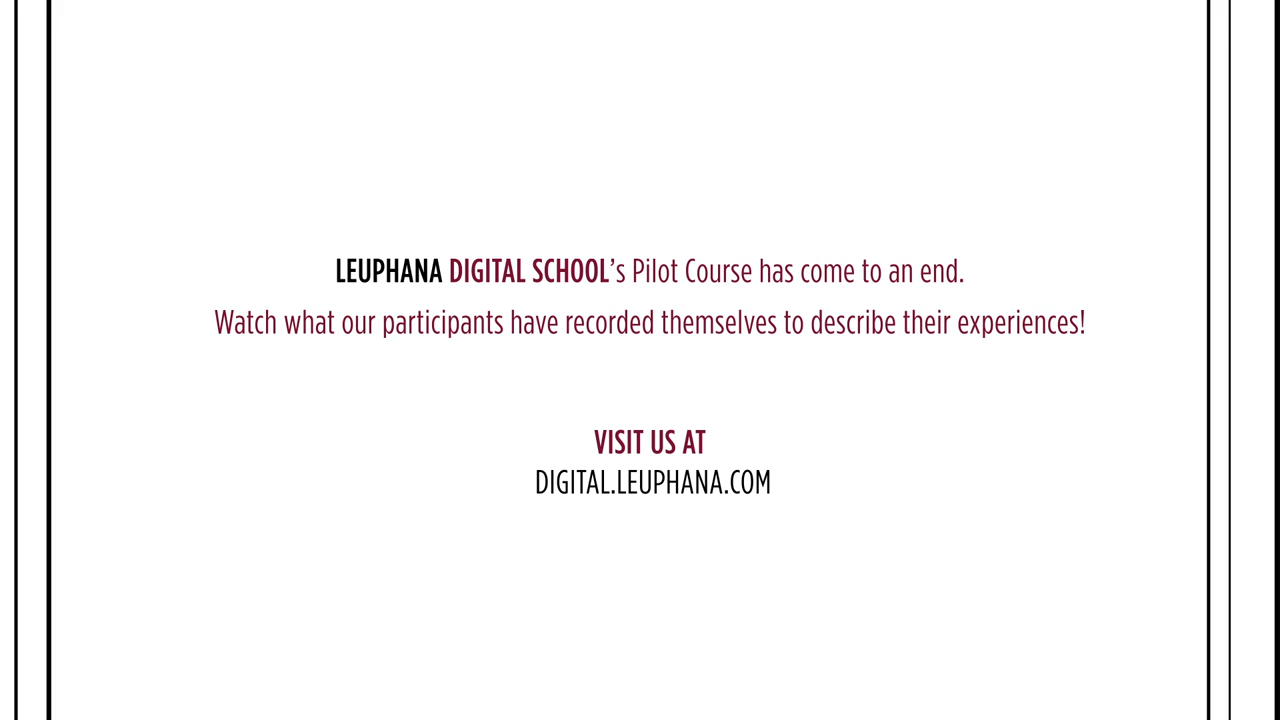 LEUPHANA DIGITAL SCHOOL's Pilot Course has come to an end.
Watch what our participants have recorded themselves to describe their experiences!
VISIT US AT
DIGITAL.LEUPHANA.COM